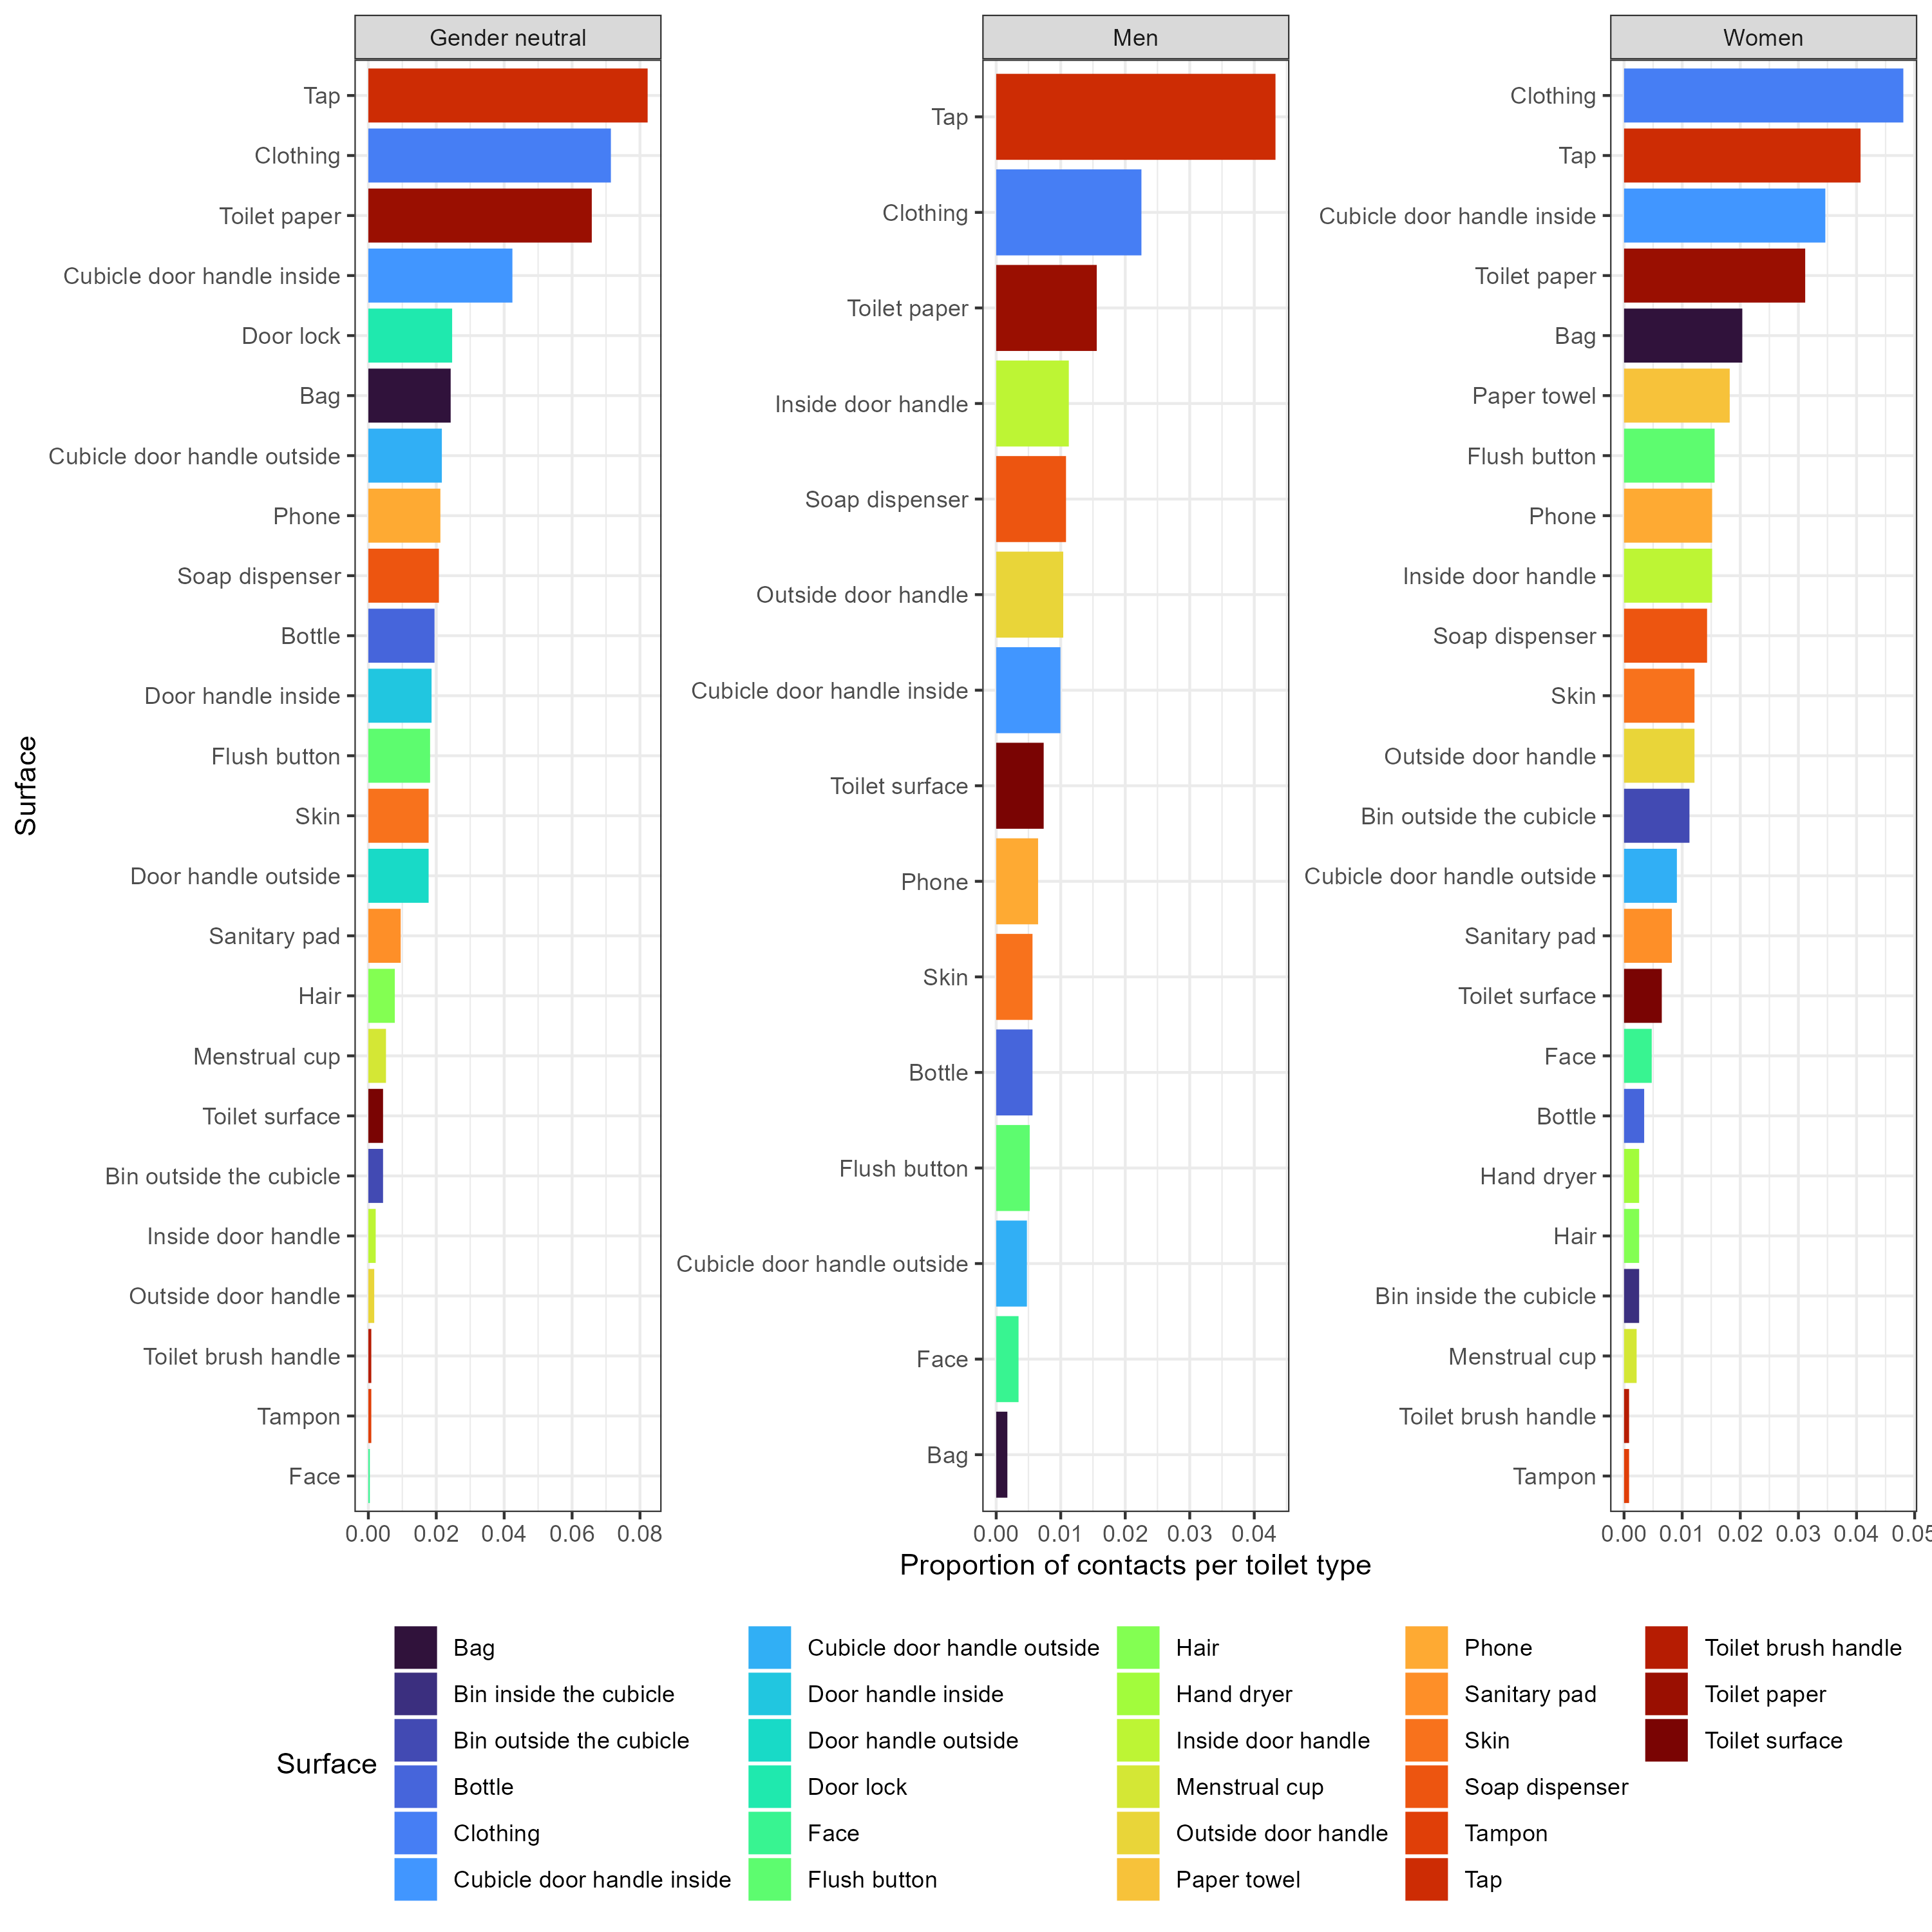 Gender neutral
Men
Women
Surface
Tap
Clothing
Toilet paper
Cubicle door handle inside
Door lock
Bag
Cubicle door handle outside
Phone
Soap dispenser
Bottle
Door handle inside
Flush button
Skin
Door handle outside
Sanitary pad
Hair
Menstrual cup
Toilet surface
Bin outside the cubicle
Inside door handle
Outside door handle
Toilet brush handle
Tampon
Face
0.00 0.02 0.04 0.06 0.08
Tap
Clothing
Toilet paper
Inside door handle
Soap dispenser
Outside door handle
Cubicle door handle inside
Toilet surface
Phone
Skin
Bottle
Flush button
Cubicle door handle outside
Face
Bag
0.00 0.01 0.02 0.03 0.04
Clothing
Tap
Cubicle door handle inside
Toilet paper
Bag
Paper towel
Flush button
Phone
Inside door handle
Soap dispenser
Skin
Outside door handle
Bin outside the cubicle
Cubicle door handle outside
Sanitary pad
Toilet surface
Face
Bottle
Hand dryer
Hair
Bin inside the cubicle
Menstrual cup
Toilet brush handle
Tampon
0.00 0.01 0.02 0.03 0.04 0.05
Proportion of contacts per toilet type
Surface
Bag
Bin inside the cubicle
Bin outside the cubicle
Bottle
Clothing
Cubicle door handle inside
Cubicle door handle outside
Door handle inside
Door handle outside
Door lock
Face
Flush button
Hair
Hand dryer
Inside door handle
Menstrual cup
Outside door handle
Paper towel
Phone
Sanitary pad
Skin
Soap dispenser
Tampon
Tap
Toilet brush handle
Toilet paper
Toilet surface